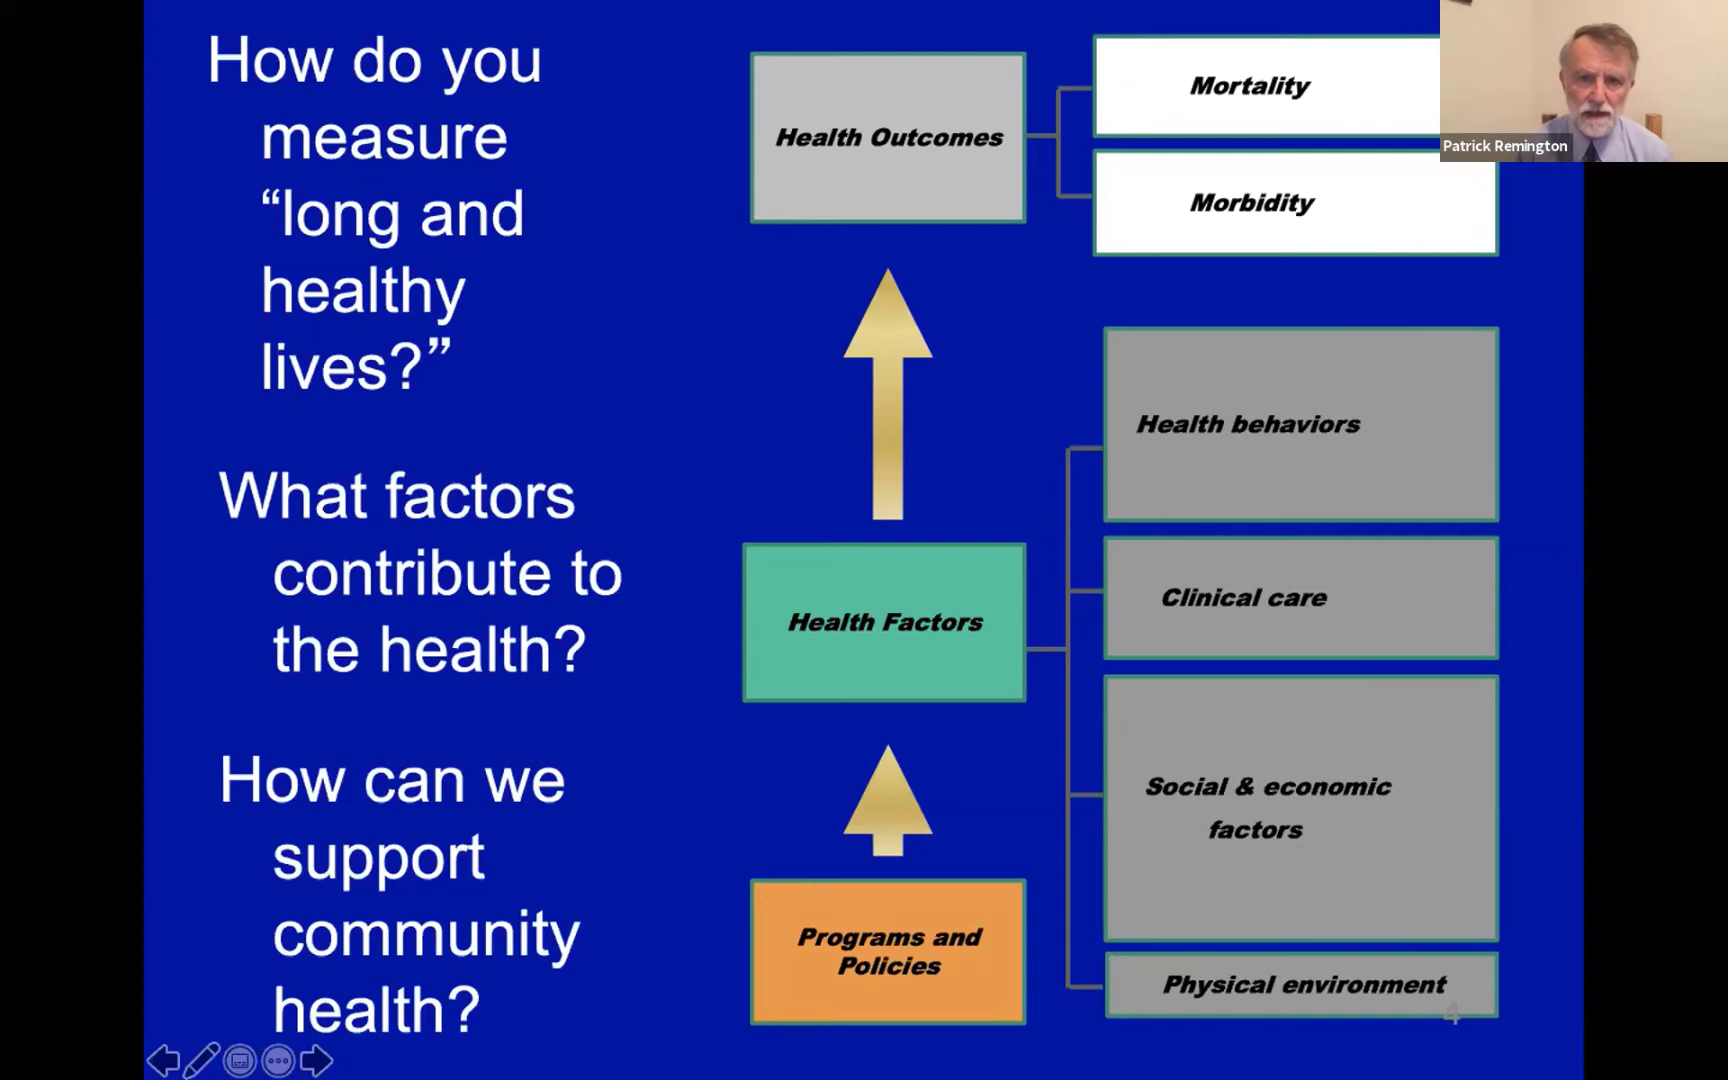 How do you
measure
“long and
healthy
lives?”
What factors
contribute to
the health?
How can we
support
community
health?
Health Outcomes
Mortality
Morbidity
Health Factors
Health behaviors
Clinical care
Social & economic
factors
Physical environment
Programs and
Policies
4
Patrick Remington